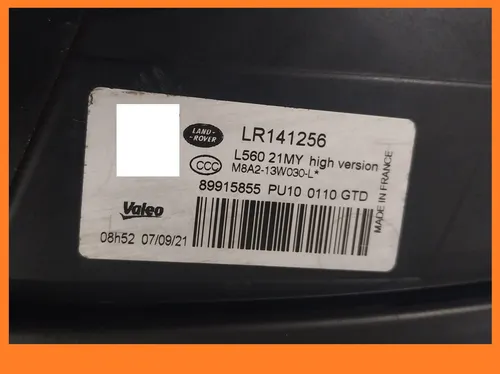 LAND-
ROVER
LR141256
L560 21MY high version
CCC
M8A2-13W030-L*
89915855 PU10 0110 GTD
Valeo
08h52 07/09/21
MADE IN FRANCE